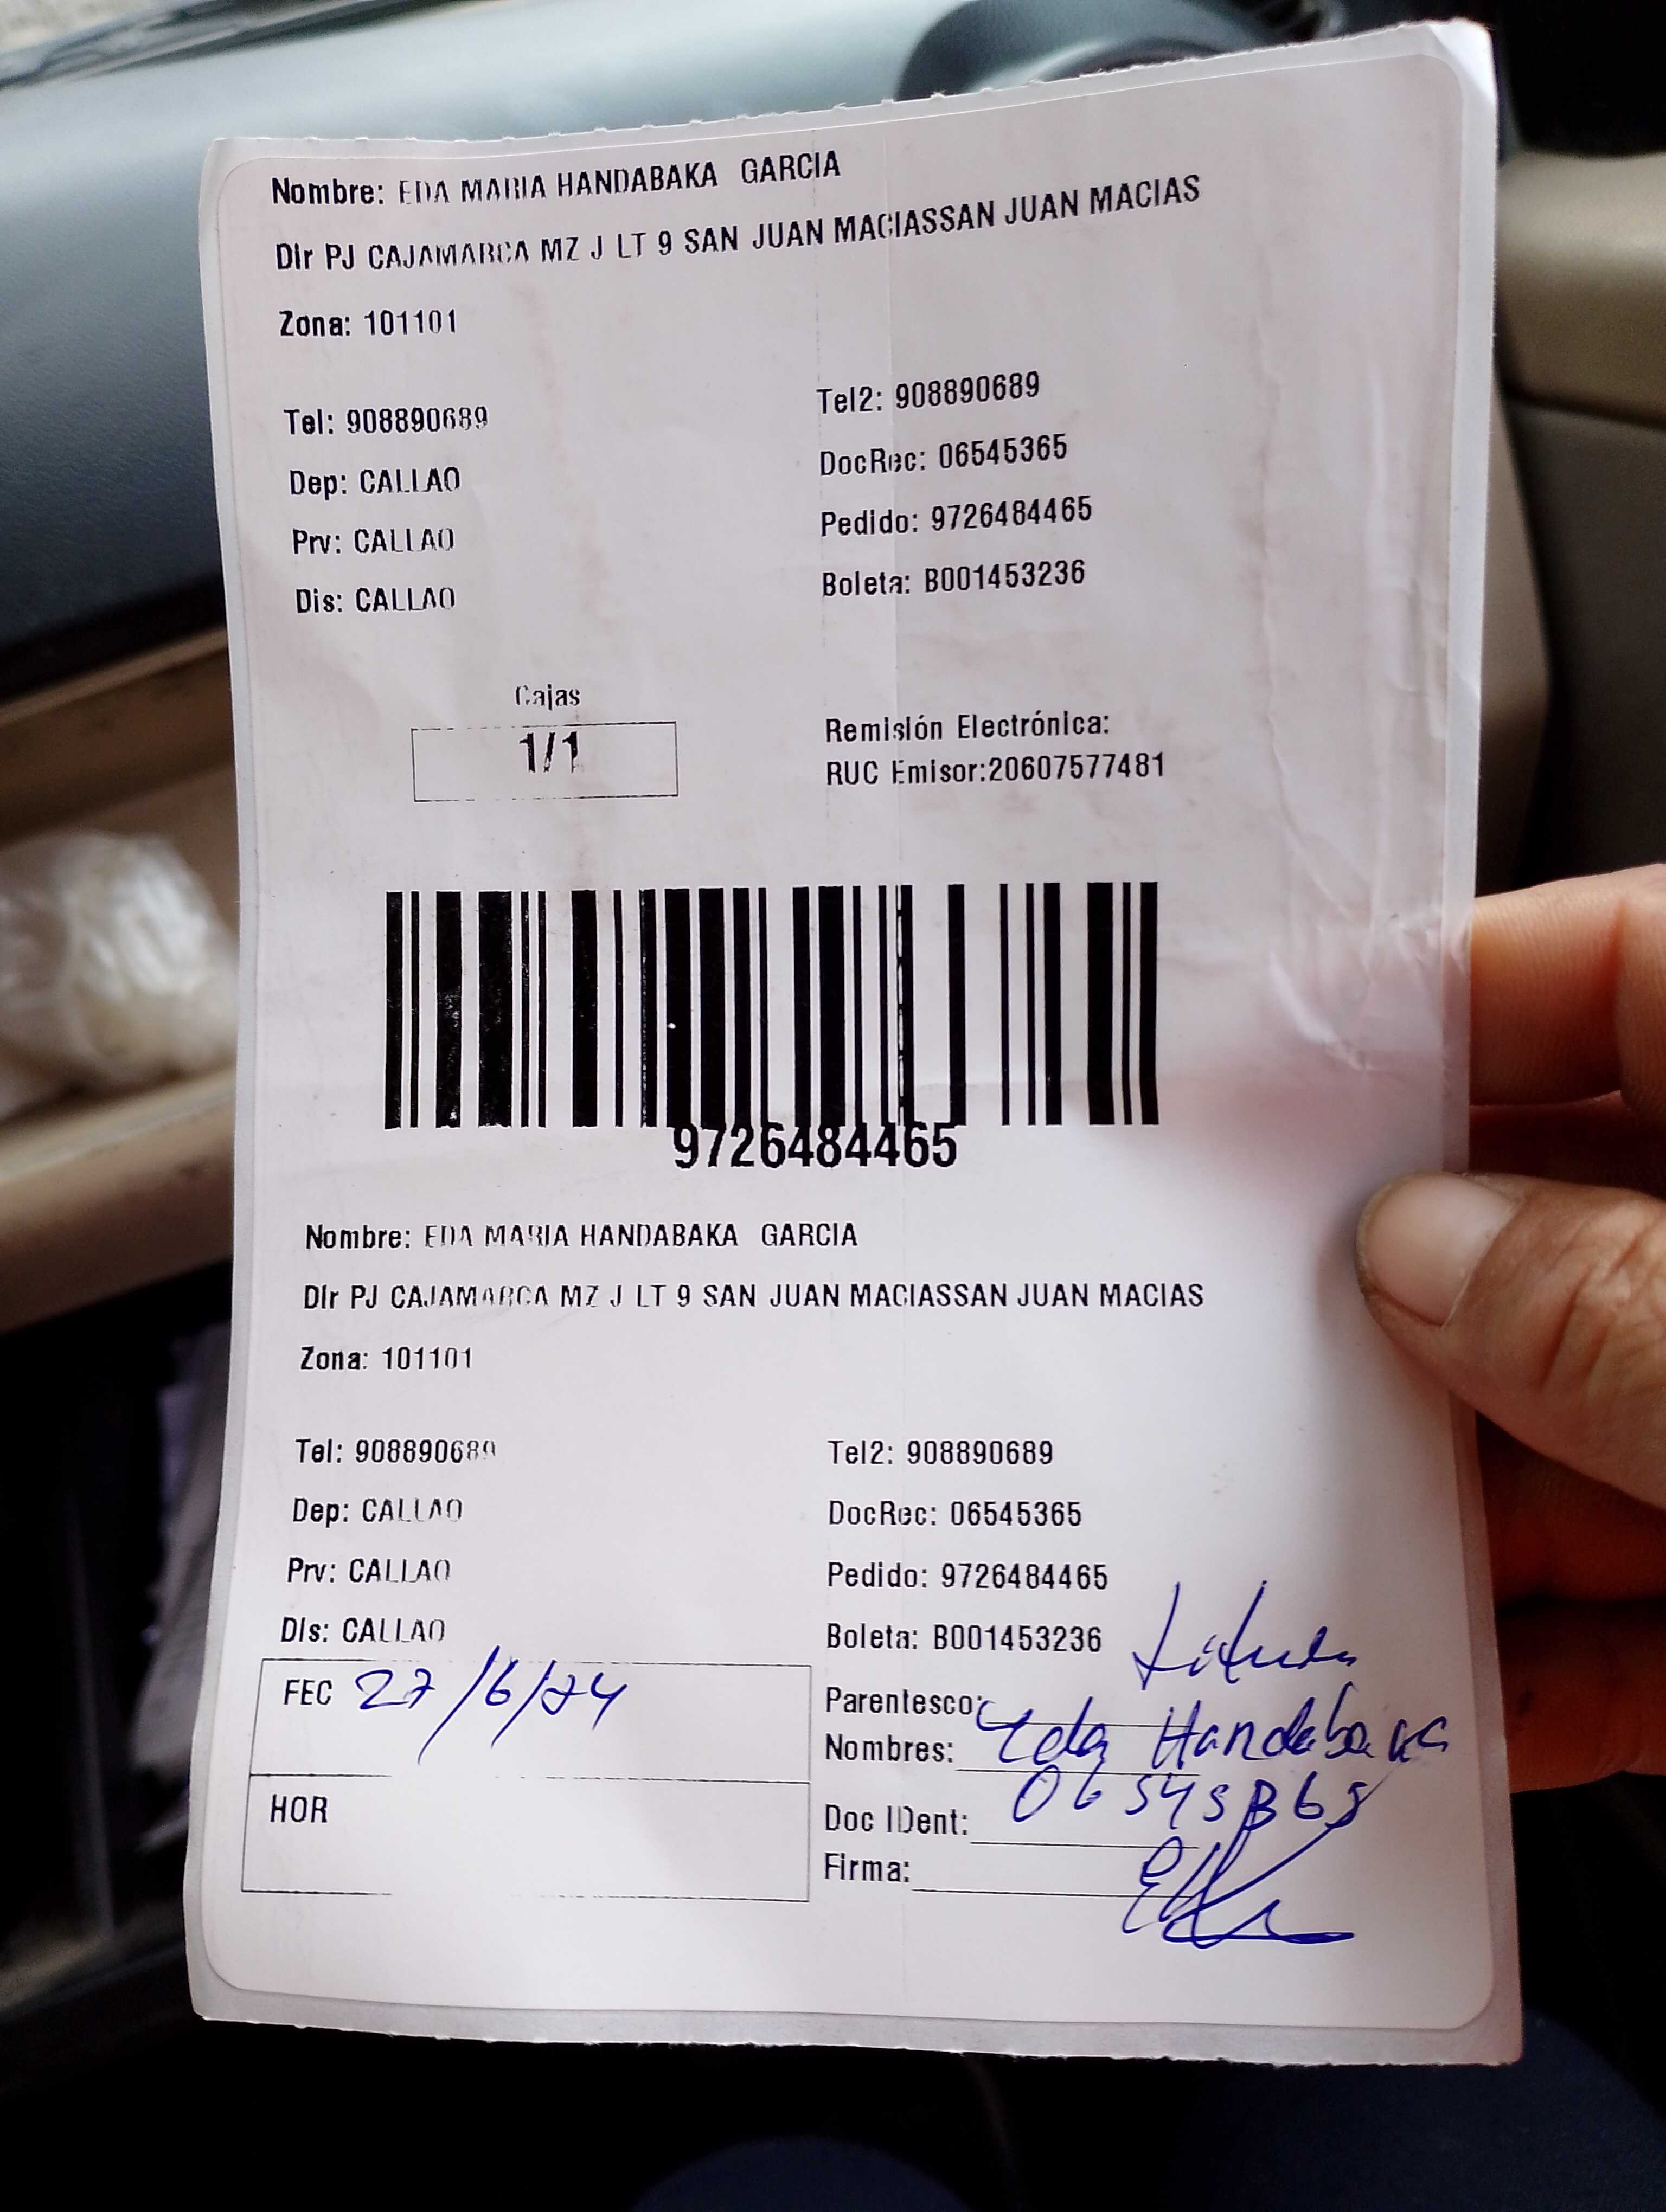 Nombre: EDA MARIA HANDABAKA GARCIA
Dir PJ CAJAMARCA MZ J LT 9 SAN JUAN MACIASSAN JUAN MACIAS
Zona: 101101
Tel: 908890689 Tel2: 908890689
Dep: CALLAO DocRec: 06545365
Prv: CALLAO Pedido: 9726484465
Dis: CALLAO Boleta: B001453236
Cajas
1/1
Remisión Electrónica:
RUC Emisor:20607577481
9726484465
Nombre: EDA MARIA HANDABAKA GARCIA
Dir PJ CAJAMARCA MZ J LT 9 SAN JUAN MACIASSAN JUAN MACIAS
Zona: 101101
Tel: 908890689 Tel2: 908890689
Dep: CALLAO DocRec: 06545365
Prv: CALLAO Pedido: 9726484465
Dis: CALLAO Boleta: B001453236
FEC 27/6/24
HOR
Parentesco:
Nombres: Eda Handabaka
Doc IDent: 06545365
Firma: